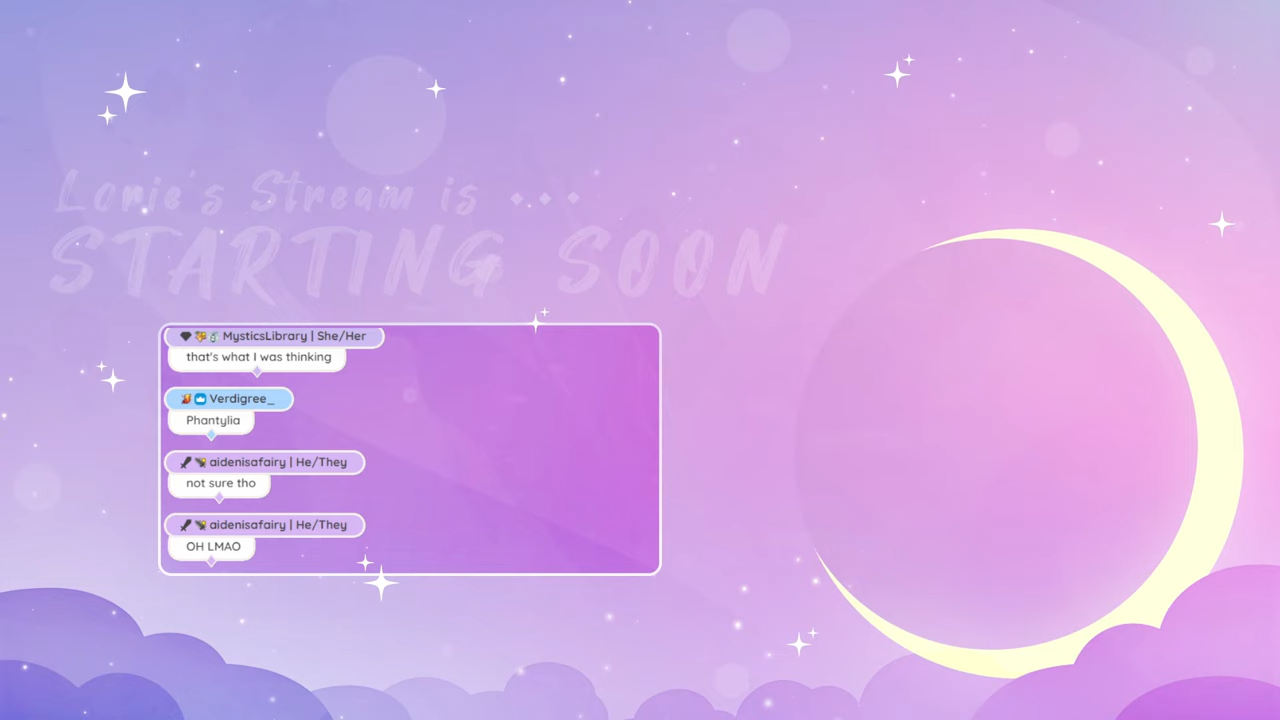 Lorie's Stream is ...
STARTING SOON
MysticsLibrary | She/Her
that's what I was thinking
Verdigree_
Phantylia
aidenisafairy | He/They
not sure tho
aidenisafairy | He/They
OH LMAO